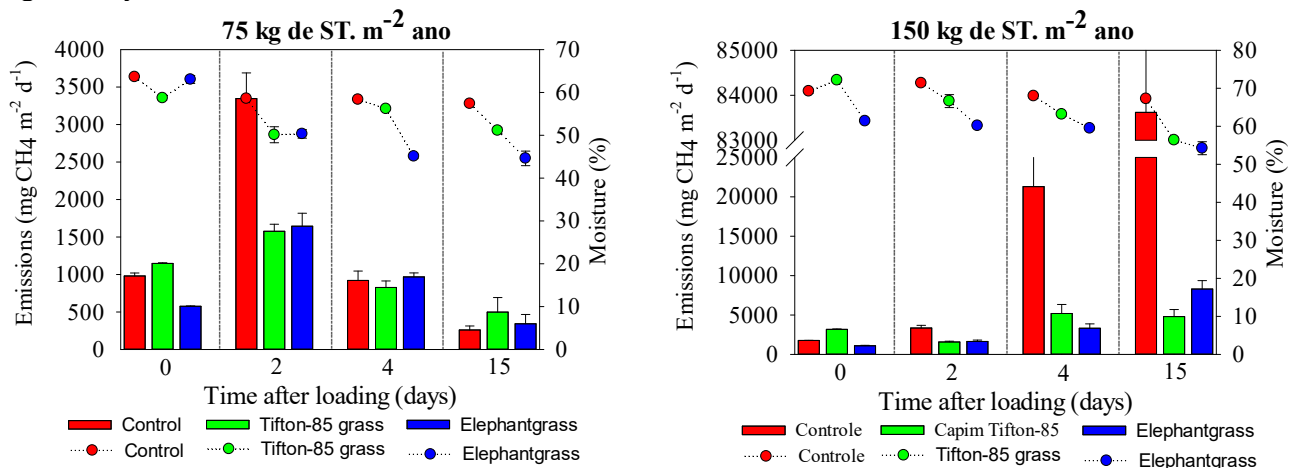 75 kg de ST. m-2 ano
4000
3500
3000
2500
2000
1500
1000
500
0
Emissions (mg CH4 m-2 d-1)
70
60
50
40
30
20
10
0
Moisture (%)
0 2 4 15
Time after loading (days)
Control Tifton-85 grass Elephantgrass
Control Tifton-85 grass Elephantgrass
150 kg de ST. m-2 ano
85000
84000
83000
25000
20000
15000
10000
5000
0
Emissions (mg CH4 m-2 d-1)
80
70
60
50
40
30
20
10
0
Moisture (%)
0 2 4 15
Time after loading (days)
Controle Capim Tifton-85 Elephantgrass
Controle Tifton-85 grass Elephantgrass